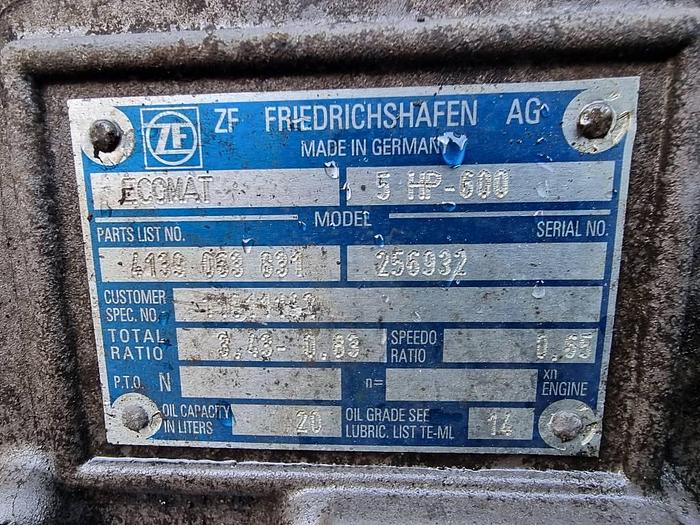 ZF ZF FRIEDRICHSHAFEN AG
MADE IN GERMANY
ECOMAT 5 HP-600
MODEL
PARTS LIST NO. SERIAL NO.
4139 063 831 256932
CUSTOMER
SPEC. NO.
TOTAL
RATIO 3,43- 0,83 SPEEDO
RATIO 0,65
P.T.O. N n= xn
ENGINE
OIL CAPACITY
IN LITERS 20 OIL GRADE SEE
LUBRIC. LIST TE-ML 14